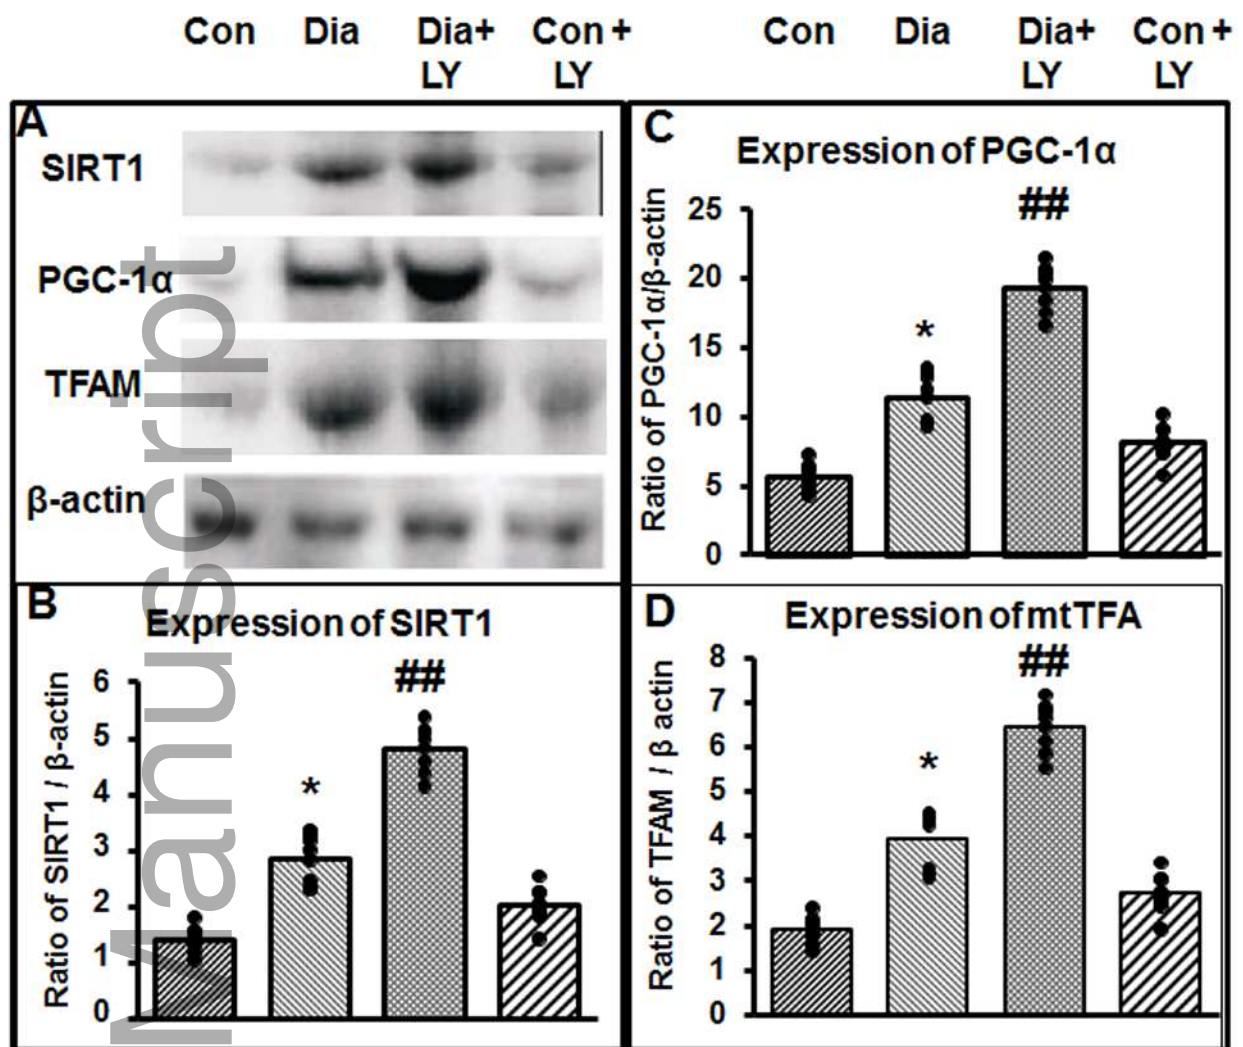 Con Dia Dia+ Con +
LY LY
Con Dia Dia+ Con +
LY LY
A
SIRT1
PGC-1α
TFAM
β-actin
B
Expression of SIRT1
##
*
Ratio of SIRT1 / β-actin
6
5
4
3
2
1
0
C
Expression of PGC-1α
##
*
Ratio of PGC-1α/β-actin
25
20
15
10
5
0
D
Expression of mtTFA
##
*
Ratio of TFAM / β actin
8
7
6
5
4
3
2
1
0
Manuscript